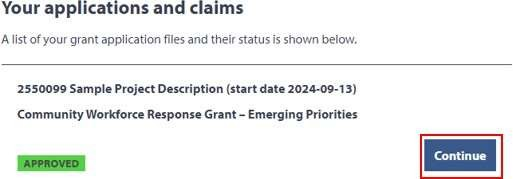 Your applications and claims
A list of your grant application files and their status is shown below.
2550099 Sample Project Description (start date 2024-09-13)
Community Workforce Response Grant – Emerging Priorities
APPROVED
Continue